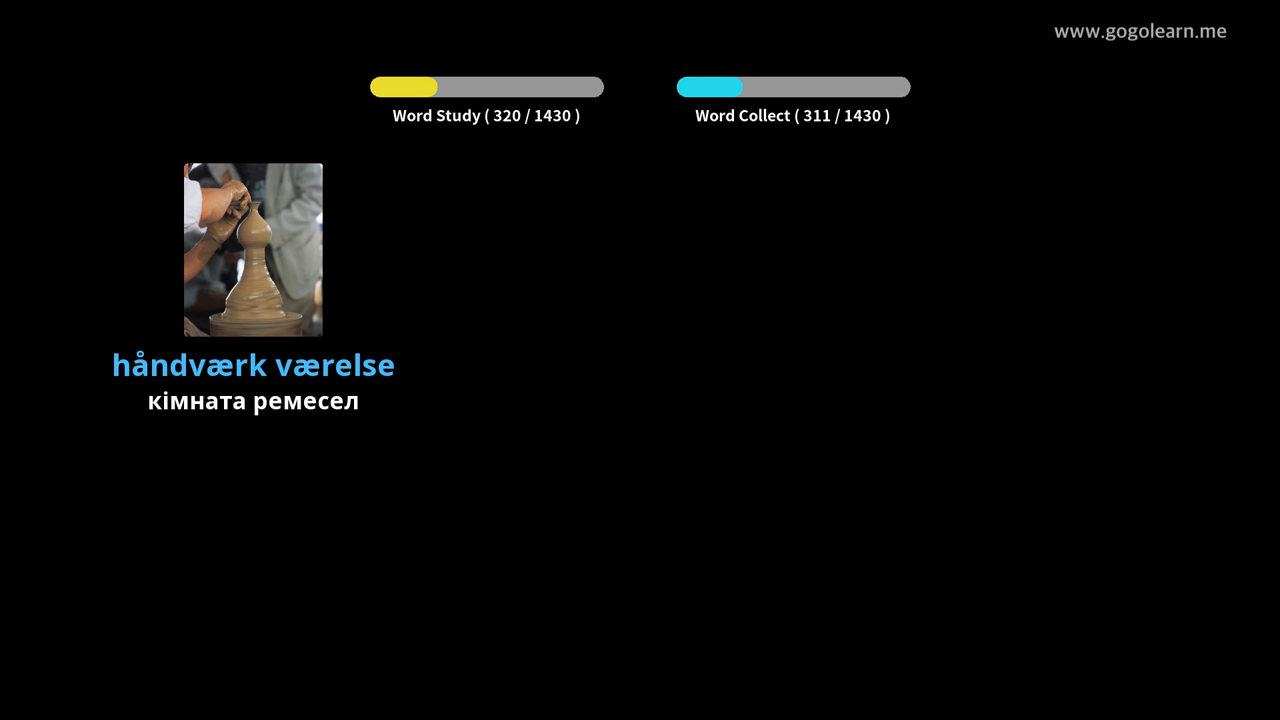 www.gogolearn.me
Word Study ( 320 / 1430 )
Word Collect ( 311 / 1430 )
håndværk værelse
кімната ремесел